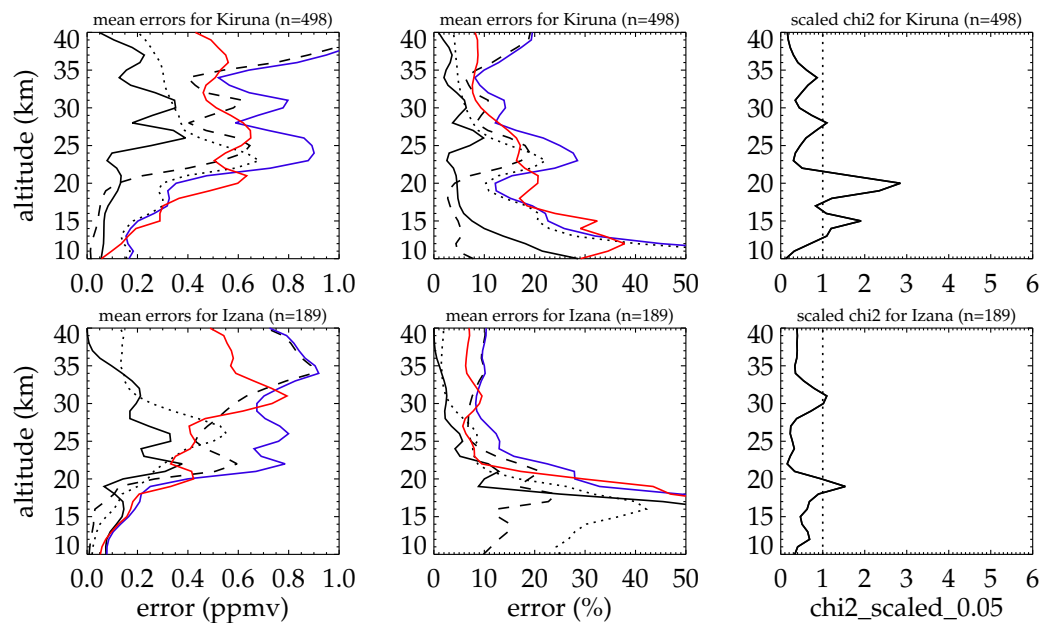 mean errors for Kiruna (n=498)
mean errors for Kiruna (n=498)
scaled chi2 for Kiruna (n=498)
altitude (km)
40
35
30
25
20
15
10
0.0 0.2 0.4 0.6 0.8 1.0
40
35
30
25
20
15
10
0 10 20 30 40 50
40
35
30
25
20
15
10
0 1 2 3 4 5 6
mean errors for Izana (n=189)
mean errors for Izana (n=189)
scaled chi2 for Izana (n=189)
altitude (km)
40
35
30
25
20
15
10
0.0 0.2 0.4 0.6 0.8 1.0
error (ppmv)
40
35
30
25
20
15
10
0 10 20 30 40 50
error (%)
40
35
30
25
20
15
10
0 1 2 3 4 5 6
chi2_scaled_0.05